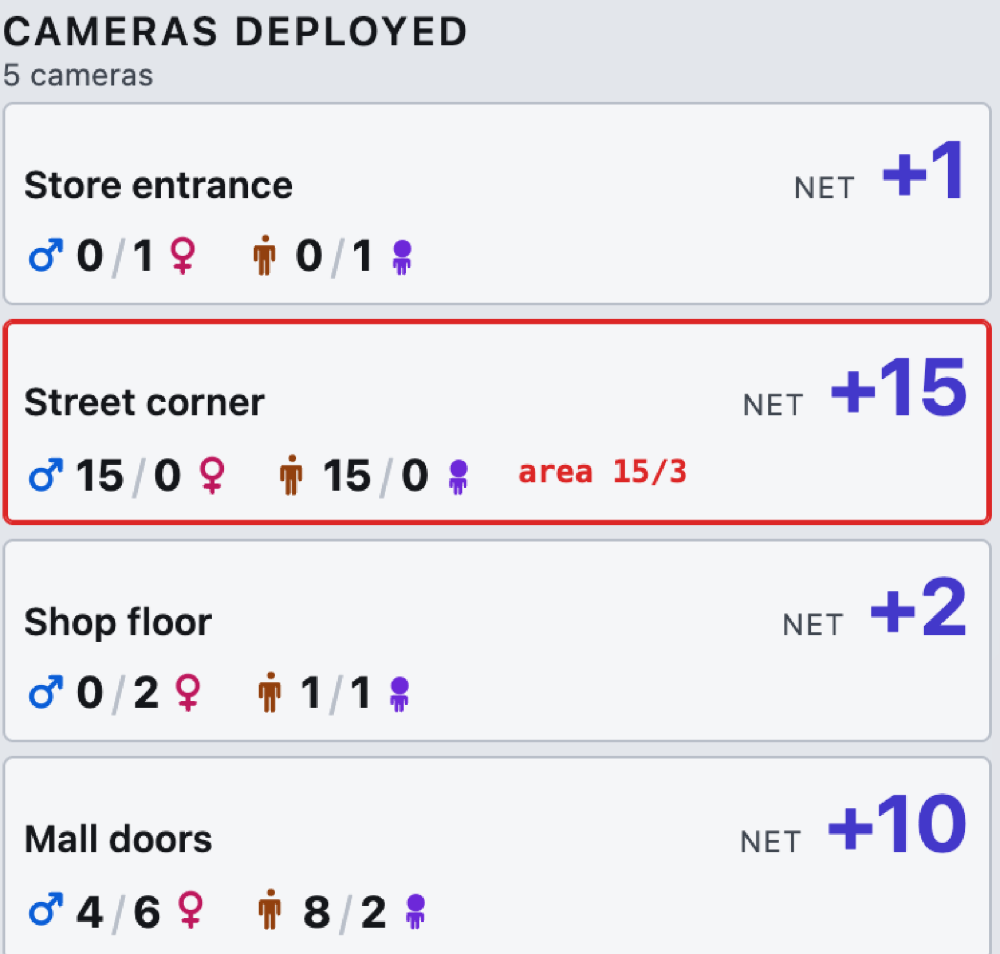 CAMERAS DEPLOYED
5 cameras
Store entrance NET +1
♂ 0/1 ♀ 0/1
Street corner NET +15
♂ 15/0 ♀ 15/0 area 15/3
Shop floor NET +2
♂ 0/2 ♀ 1/1
Mall doors NET +10
♂ 4/6 ♀ 8/2